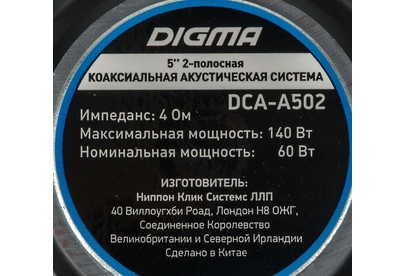 DIGMA
5" 2-полосная
КОАКСИАЛЬНАЯ АКУСТИЧЕСКАЯ СИСТЕМА
DCA-A502
Импеданс: 4 Ом
Максимальная мощность: 140 Вт
Номинальная мощность: 60 Вт
ИЗГОТОВИТЕЛЬ:
Ниппон Клик Системс ЛЛП
40 Виллоугхби Роад, Лондон Н8 ОЖГ,
Соединенное Королевство
Великобритании и Северной Ирландии
Сделано в Китае